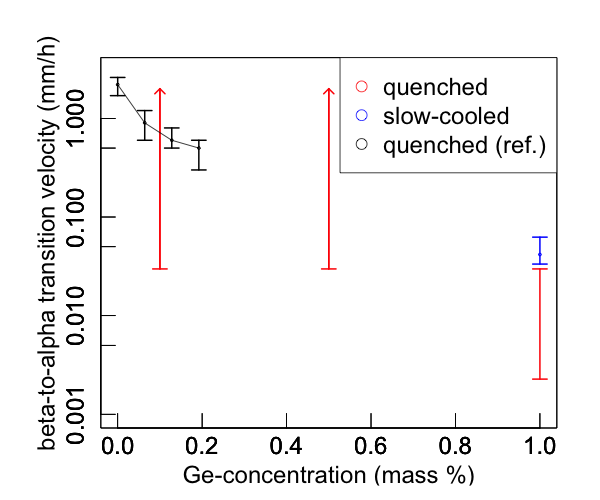 beta-to-alpha transition velocity (mm/h)
1.000
0.100
0.010
0.001
quenched
slow-cooled
quenched (ref.)
0.0 0.2 0.4 0.6 0.8 1.0
Ge-concentration (mass %)